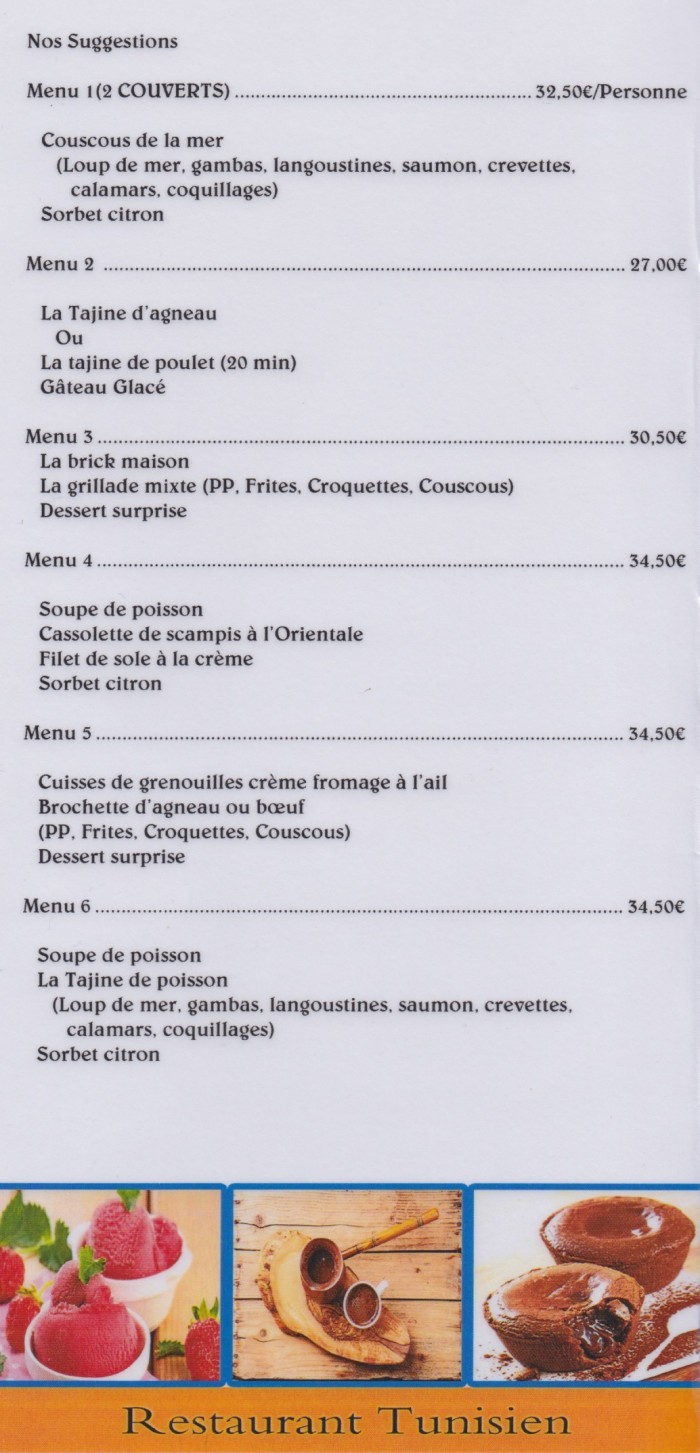 Nos Suggestions
Menu 1(2 COUVERTS) ........................................................ 32,50€/Personne
Couscous de la mer
(Loup de mer, gambas, langoustines, saumon, crevettes,
calamars, coquillages)
Sorbet citron
Menu 2 ........................................................ 27,00€
La Tajine d'agneau
Ou
La tajine de poulet (20 min)
Gâteau Glacé
Menu 3 ........................................................ 30,50€
La brick maison
La grillade mixte (PP, Frites, Croquettes, Couscous)
Dessert surprise
Menu 4 ........................................................ 34,50€
Soupe de poisson
Cassolette de scampis à l'Orientale
Filet de sole à la crème
Sorbet citron
Menu 5 ........................................................ 34,50€
Cuisses de grenouilles crème fromage à l'ail
Brochette d'agneau ou bœuf
(PP, Frites, Croquettes, Couscous)
Dessert surprise
Menu 6 ........................................................ 34,50€
Soupe de poisson
La Tajine de poisson
(Loup de mer, gambas, langoustines, saumon, crevettes,
calamars, coquillages)
Sorbet citron
Restaurant Tunisien